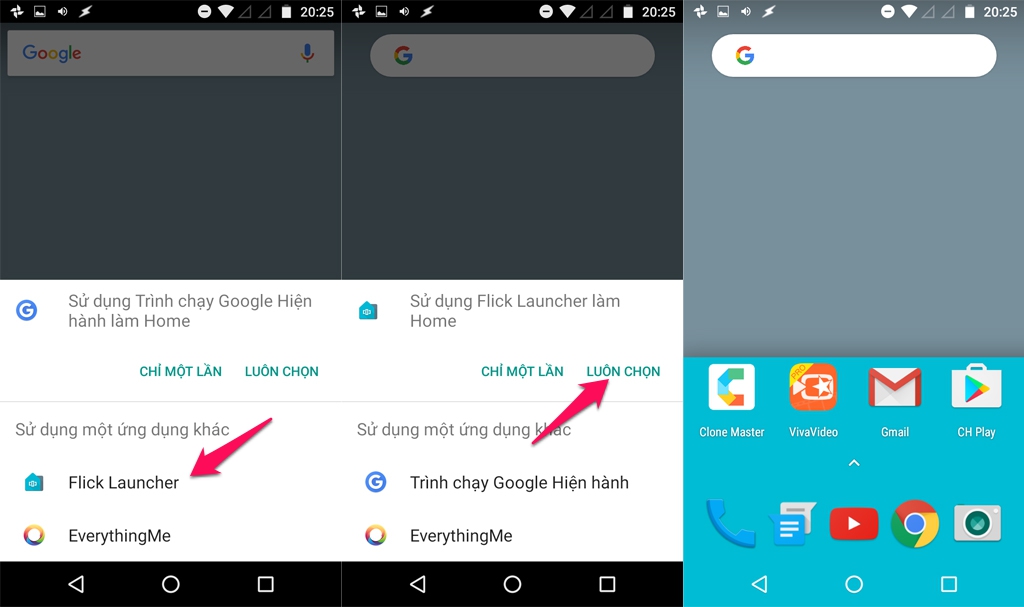 20:25
Google
Sử dụng Trình chạy Google Hiện
hành làm Home
CHỈ MỘT LẦN
LUÔN CHỌN
Sử dụng một ứng dụng khác
Flick Launcher
EverythingMe
20:25
G
Sử dụng Flick Launcher làm
Home
CHỈ MỘT LẦN
LUÔN CHỌN
Sử dụng một ứng dụng khác
Trình chạy Google Hiện hành
EverythingMe
20:25
G
PRO
Clone Master
VivaVideo
Gmail
CH Play